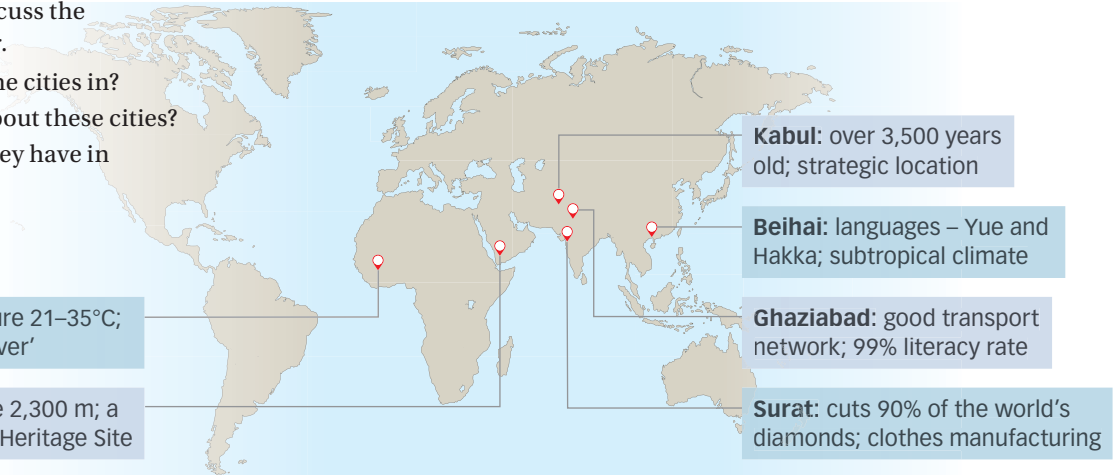 cuss the
ne cities in?
bout these cities?
ey have in
Kabul: over 3,500 years
old; strategic location
Beihai: languages – Yue and
Hakka; subtropical climate
Ghaziabad: good transport
network; 99% literacy rate
Surat: cuts 90% of the world’s
diamonds; clothes manufacturing
ure 21–35°C;
ver’
e 2,300 m; a
Heritage Site